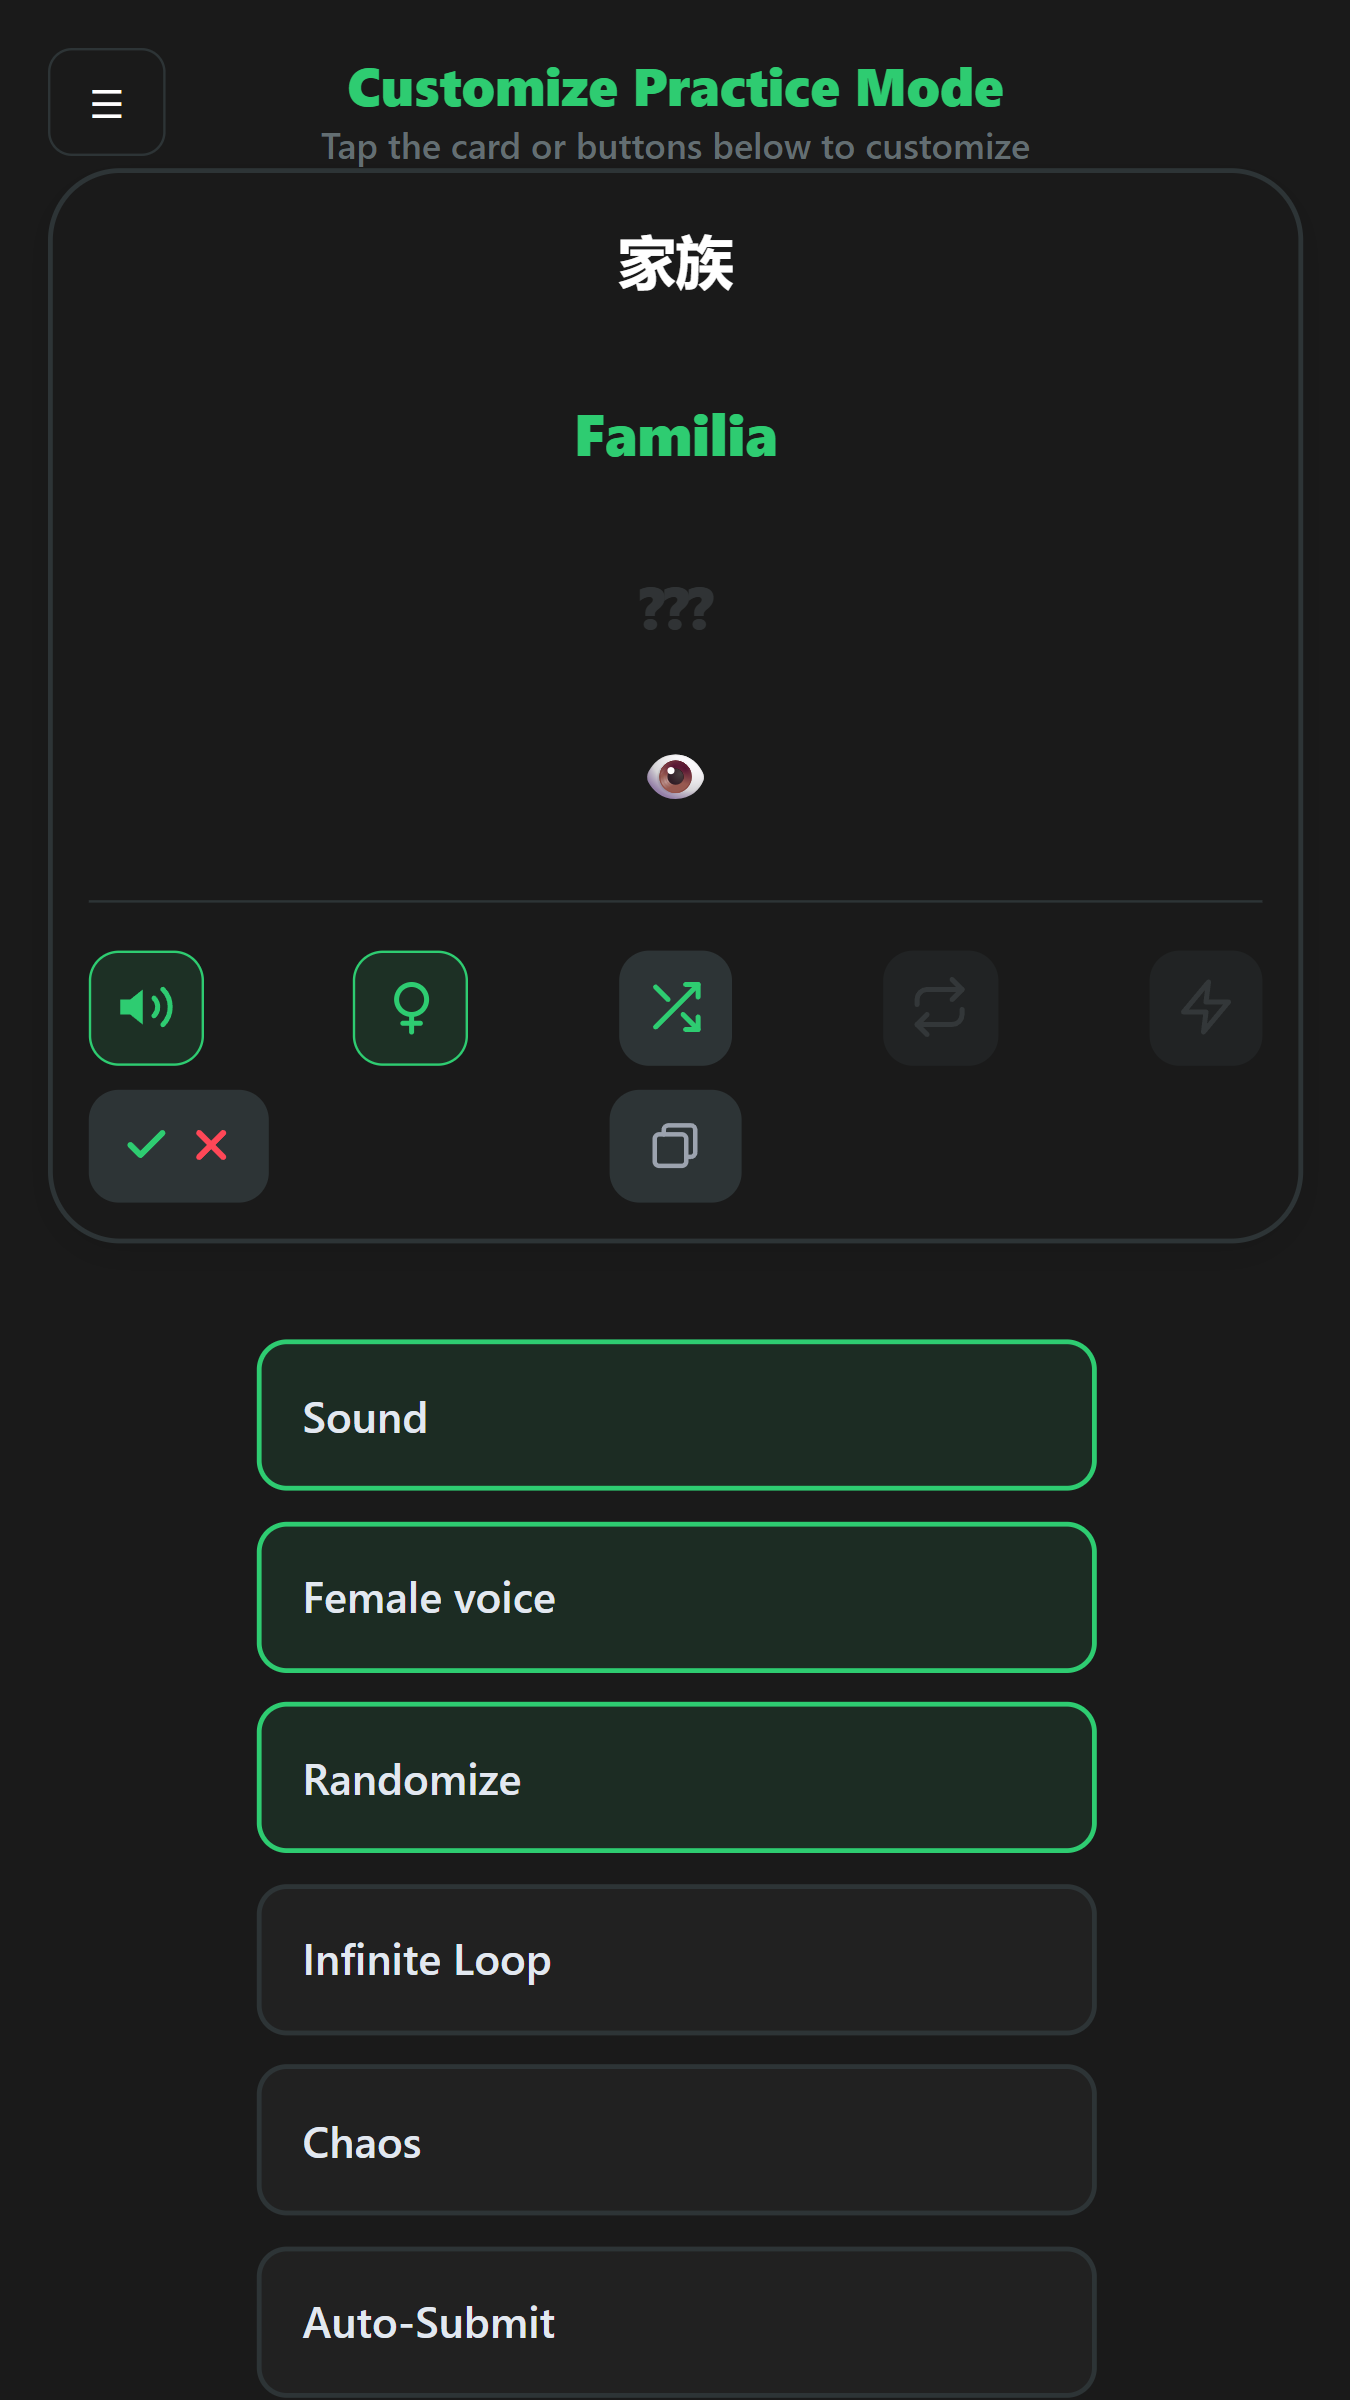 Customize Practice Mode
Tap the card or buttons below to customize
家族
Familia
???
Sound
Female voice
Randomize
Infinite Loop
Chaos
Auto-Submit